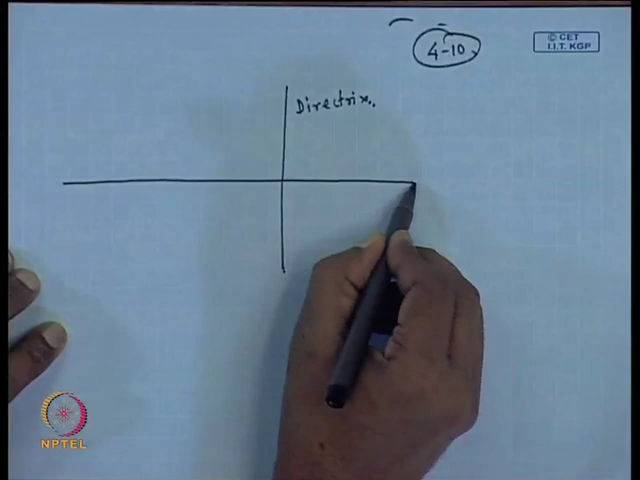 4-10
© CET
I.I.T. KGP
Directrix.
NPTEL